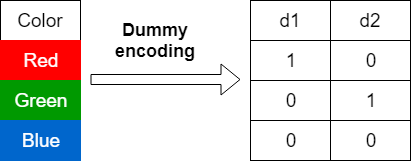 Color
Red
Green
Blue
Dummy
encoding
d1 d2
1 0
0 1
0 0